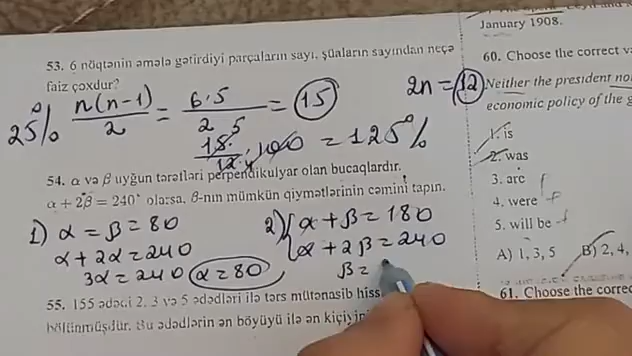 January 1908.
53. 6 nöqtənin əmələ gətirdiyi parçaların sayı, şüaların sayından neçə
faiz çoxdur?
25% n(n-1)/2 = 6·5/2 = 15
2n = 12
15/12 · 100 = 125%
54. α və β uyğun tərəfləri perpendikulyar olan bucaqlardır.
α + 2β = 240° olarsa, β-nın mümkün qiymətlərinin cəmini tapın.
1) α = β = 80
α + 2α = 240
3α = 240 α = 80
2) α + β = 180
α + 2β = 240
β =
55. 155 ədədi 2, 3 və 5 ədədləri ilə tərs mütənasib
bölünmüşdür. Bu ədədlərin ən böyüyü ilə ən
60. Choose the correct
Neither the president
economic policy of the
1. is
2. was
3. are
4. were
5. will be
A) 1, 3, 5 B) 2, 4,
61. Choose the